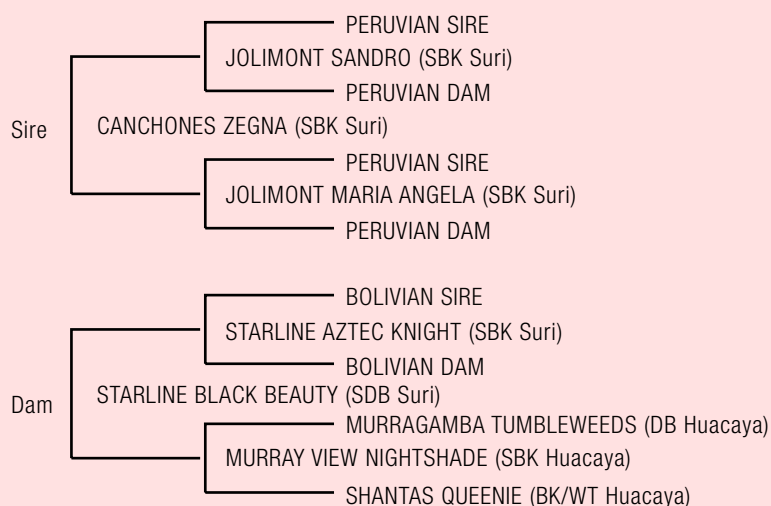 PERUVIAN SIRE
JOLIMONT SANDRO (SBK Suri)
PERUVIAN DAM
Sire
CANCHONES ZEGNA (SBK Suri)
PERUVIAN SIRE
JOLIMONT MARIA ANGELA (SBK Suri)
PERUVIAN DAM
BOLIVIAN SIRE
STARLINE AZTEC KNIGHT (SBK Suri)
BOLIVIAN DAM
Dam
STARLINE BLACK BEAUTY (SDB Suri)
MURRAGAMBA TUMBLEWEEDS (DB Huacaya)
MURRAY VIEW NIGHTSHADE (SBK Huacaya)
SHANTAS QUEENIE (BK/WT Huacaya)